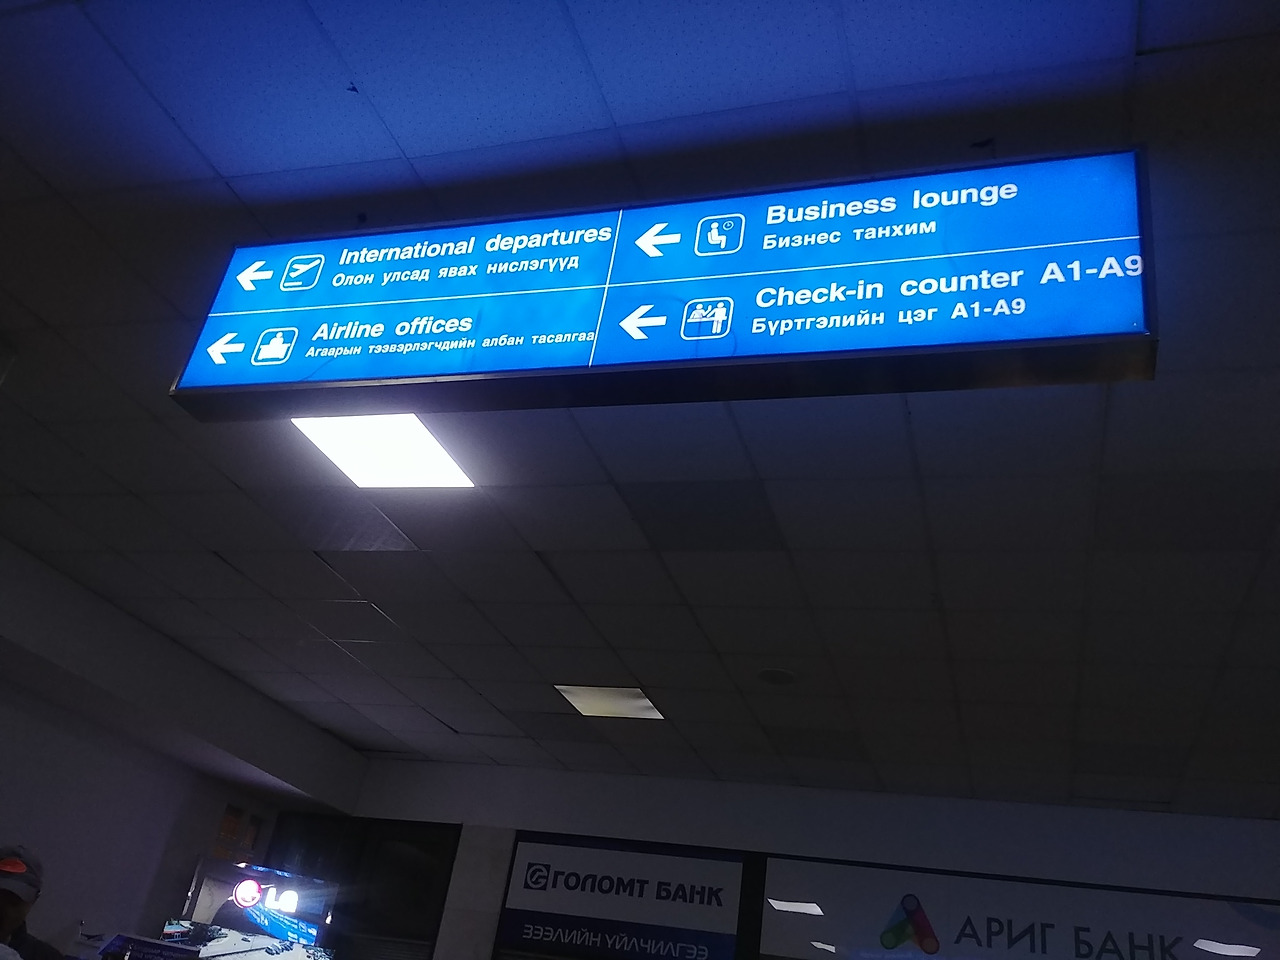 International departures
Олон улсад явах нислэгүүд
Airline offices
Агаарын тээвэрлэгчдийн албан тасалгаа
Business lounge
Бизнес танхим
Check-in counter A1-A9
Бүртгэлийн цэг A1-A9
LG
ГОЛОМТ БАНК
ЗЭЭЛИЙН ҮЙЛЧИЛГЭЭ
АРИГ БАНК